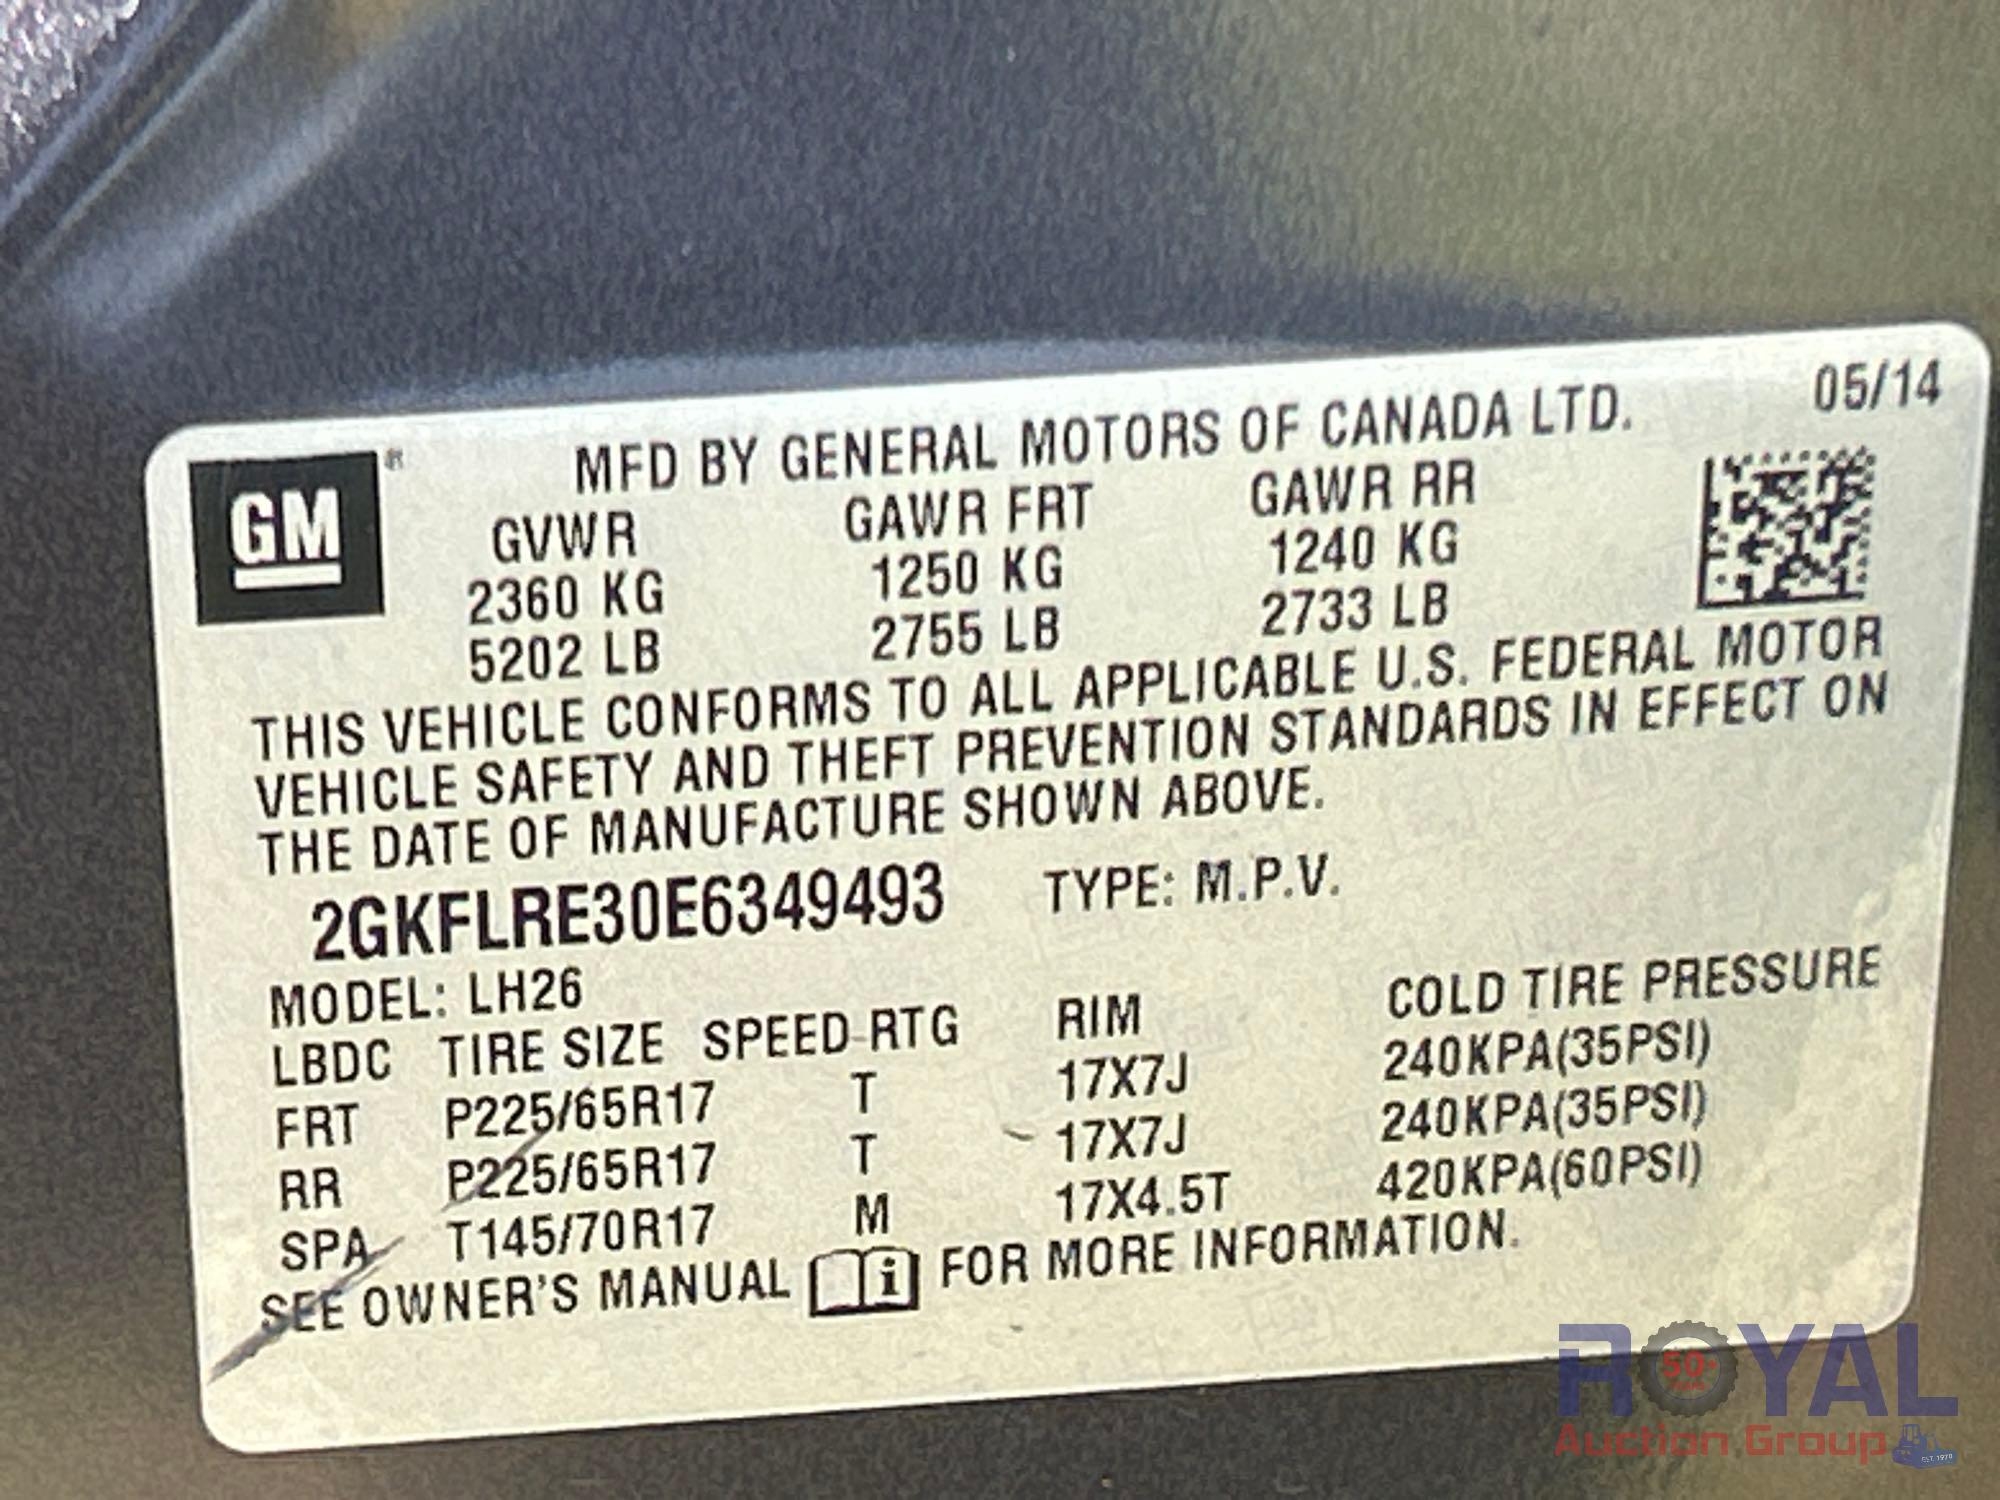 05/14
GM ®
MFD BY GENERAL MOTORS OF CANADA LTD.
GVWR GAWR FRT GAWR RR
2360 KG 1250 KG 1240 KG
5202 LB 2755 LB 2733 LB
THIS VEHICLE CONFORMS TO ALL APPLICABLE U.S. FEDERAL MOTOR
VEHICLE SAFETY AND THEFT PREVENTION STANDARDS IN EFFECT ON
THE DATE OF MANUFACTURE SHOWN ABOVE.
2GKFLRE30E6349493 TYPE: M.P.V.
MODEL: LH26
LBDC TIRE SIZE SPEED RTG RIM COLD TIRE PRESSURE
FRT P225/65R17 T 17X7J 240KPA(35PSI)
RR P225/65R17 T 17X7J 240KPA(35PSI)
SPA T145/70R17 M 17X4.5T 420KPA(60PSI)
SEE OWNER'S MANUAL i FOR MORE INFORMATION.
ROYAL
50+
Auction Group
EST. 1970